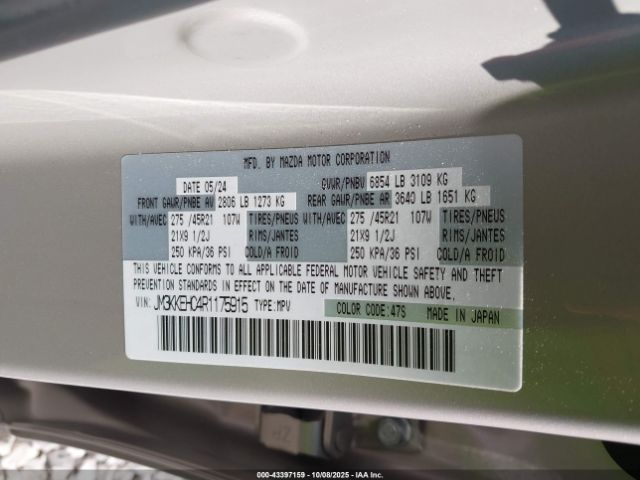 MFD. BY MAZDA MOTOR CORPORATION
DATE 05/24 GVWR/PNBV 6854 LB 3109 KG
FRONT GAWR/PNBE AV 2806 LB 1273 KG REAR GAWR/PNBE AR 3640 LB 1651 KG
WITH/AVEC 275 /45R21 107W TIRES/PNEUS WITH/AVEC 275 /45R21 107W TIRES/PNEUS
21X9 1/2J RIMS/JANTES 21X9 1/2J RIMS/JANTES
250 KPA/36 PSI COLD/A FROID 250 KPA/36 PSI COLD/A FROID
THIS VEHICLE CONFORMS TO ALL APPLICABLE FEDERAL MOTOR VEHICLE SAFETY AND THEFT
PREVENTION STANDARDS IN EFFECT ON THE DATE OF MANUFACTURE SHOWN ABOVE.
VIN: JM3KKEHC4R1175915 TYPE:MPV COLOR CODE:47S MADE IN JAPAN
000-43397159 - 10/08/2025 - IAA Inc.